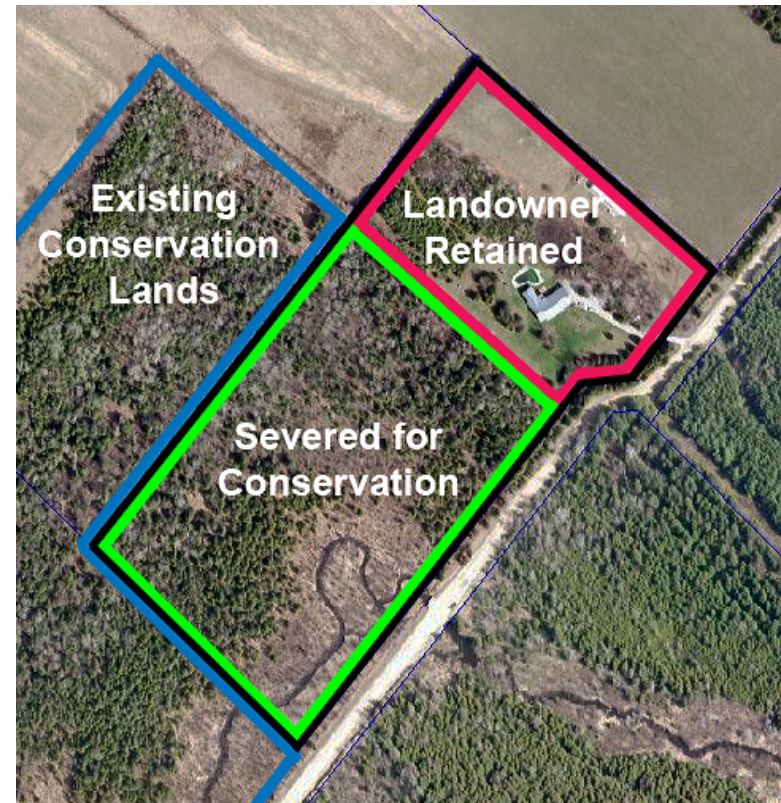 Existing
Conservation
Lands
Landowner
Retained
Severed for
Conservation